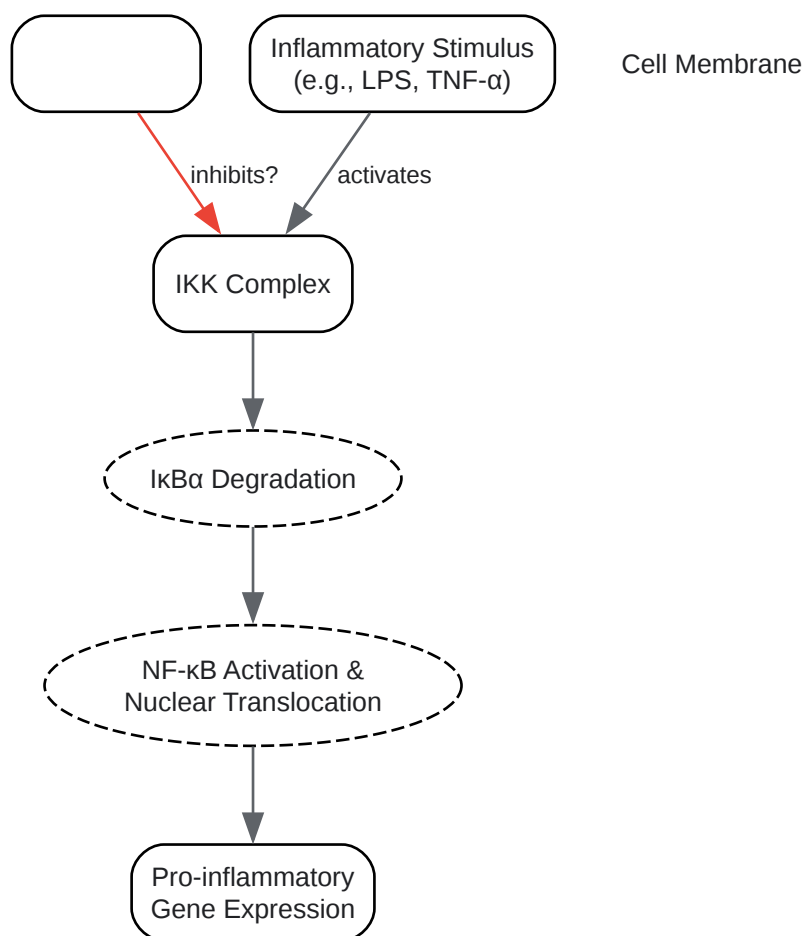 Inflammatory Stimulus
(e.g., LPS, TNF-α)
Cell Membrane
inhibits?
activates
IKK Complex
IκBα Degradation
NF-κB Activation &
Nuclear Translocation
Pro-inflammatory
Gene Expression